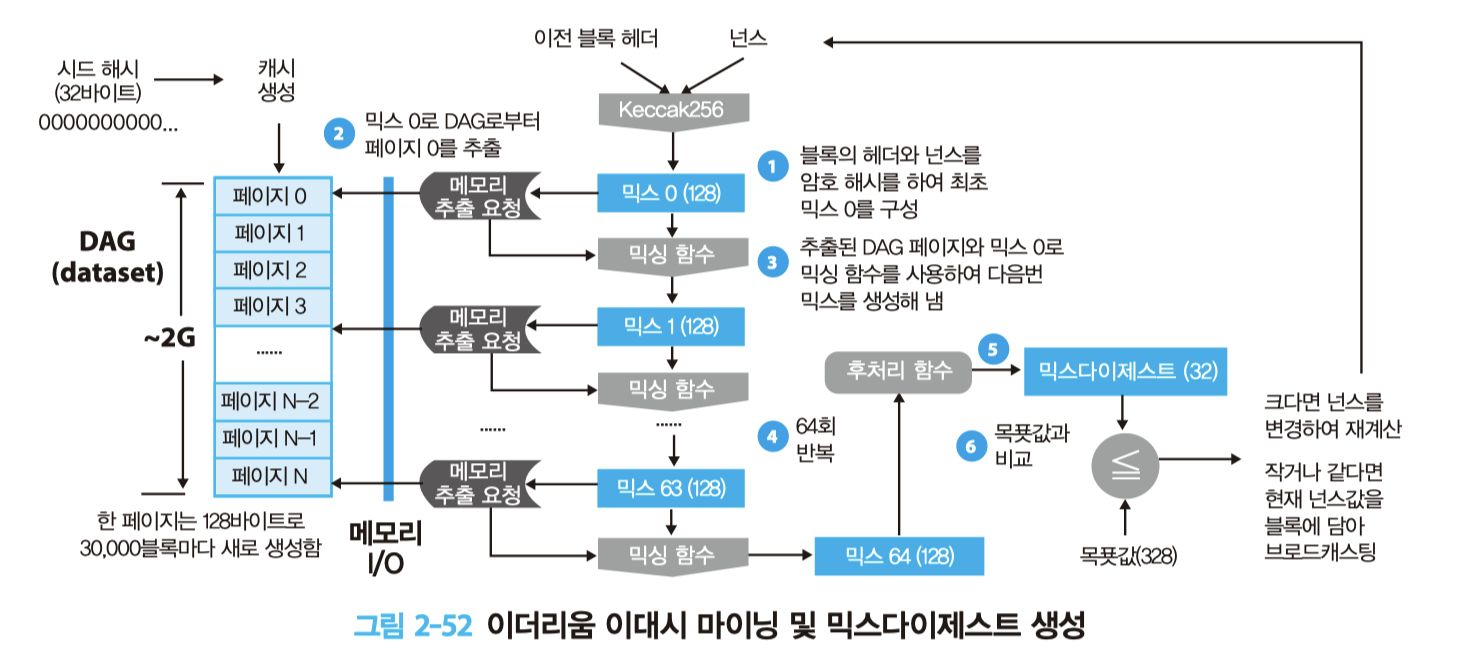 이전 블록 헤더
넌스
시드 해시
(32바이트)
0000000000...
캐시
생성
Keccak256
2 믹스 0로 DAG로부터
페이지 0를 추출
1 블록의 헤더와 넌스를
암호 해시를 하여 최초
믹스 0를 구성
페이지 0
페이지 1
페이지 2
페이지 3
......
페이지 N-2
페이지 N-1
페이지 N
DAG
(dataset)
~2G
한 페이지는 128바이트로
30,000블록마다 새로 생성함
메모리
I/O
메모리
추출 요청
믹스 0 (128)
믹싱 함수
3 추출된 DAG 페이지와 믹스 0로
믹싱 함수를 사용하여 다음번
믹스를 생성해 냄
메모리
추출 요청
믹스 1 (128)
믹싱 함수
......
......
4 64회
반복
메모리
추출 요청
믹스 63 (128)
믹싱 함수
믹스 64 (128)
후처리 함수
5
믹스다이제스트 (32)
6 목푯값과
비교
≦
목푯값(328)
크다면 넌스를
변경하여 재계산
작거나 같다면
현재 넌스값을
블록에 담아
브로드캐스팅
그림 2-52 이더리움 이대시 마이닝 및 믹스다이제스트 생성